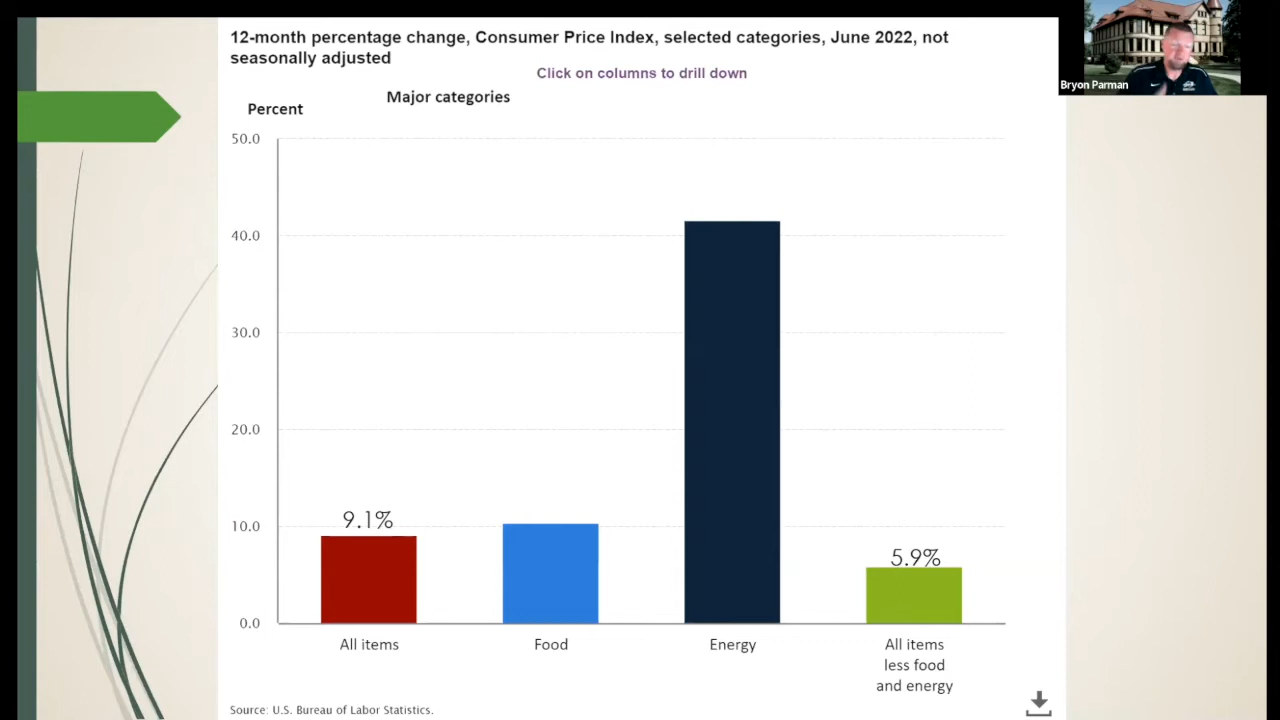 12-month percentage change, Consumer Price Index, selected categories, June 2022, not
seasonally adjusted
Click on columns to drill down
Major categories
Percent
50.0
40.0
30.0
20.0
10.0
0.0
9.1%
5.9%
All items
Food
Energy
All items
less food
and energy
Source: U.S. Bureau of Labor Statistics.
Bryon Parman